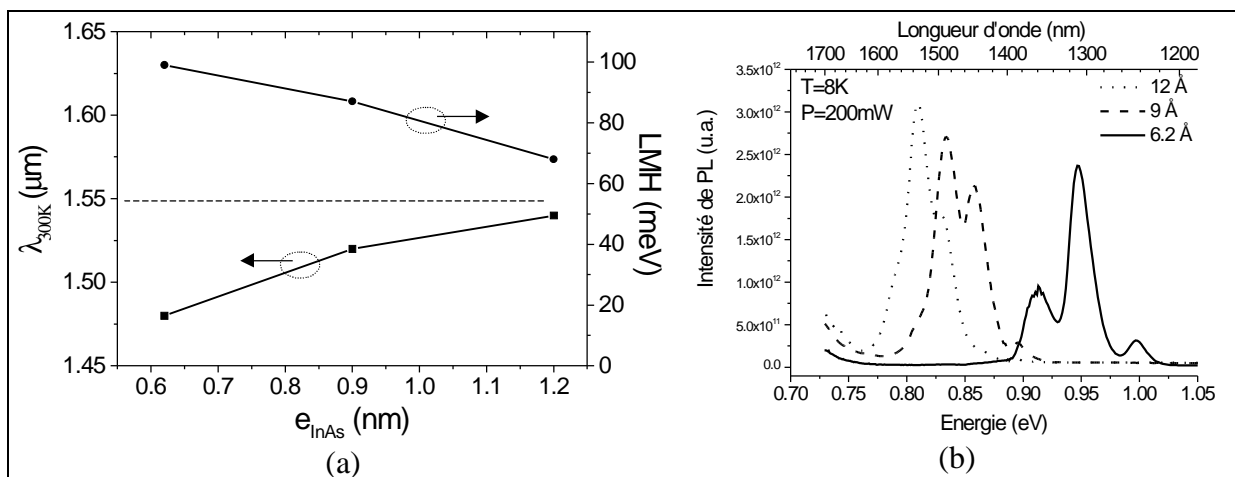 1.65
1.60
1.55
1.50
1.45
λ300K (µm)
100
80
60
40
20
0
LMH (meV)
0.6 0.7 0.8 0.9 1.0 1.1 1.2
eInAs (nm)
(a)
Longueur d'onde (nm)
1700 1600 1500 1400 1300 1200
3.5x10¹²
3.0x10¹²
2.5x10¹²
2.0x10¹²
1.5x10¹²
1.0x10¹²
5.0x10¹¹
0.0
Intensité de PL (u.a.)
T=8K
P=200mW
12 Å
9 Å
6.2 Å
0.70 0.75 0.80 0.85 0.90 0.95 1.00 1.05
Energie (eV)
(b)